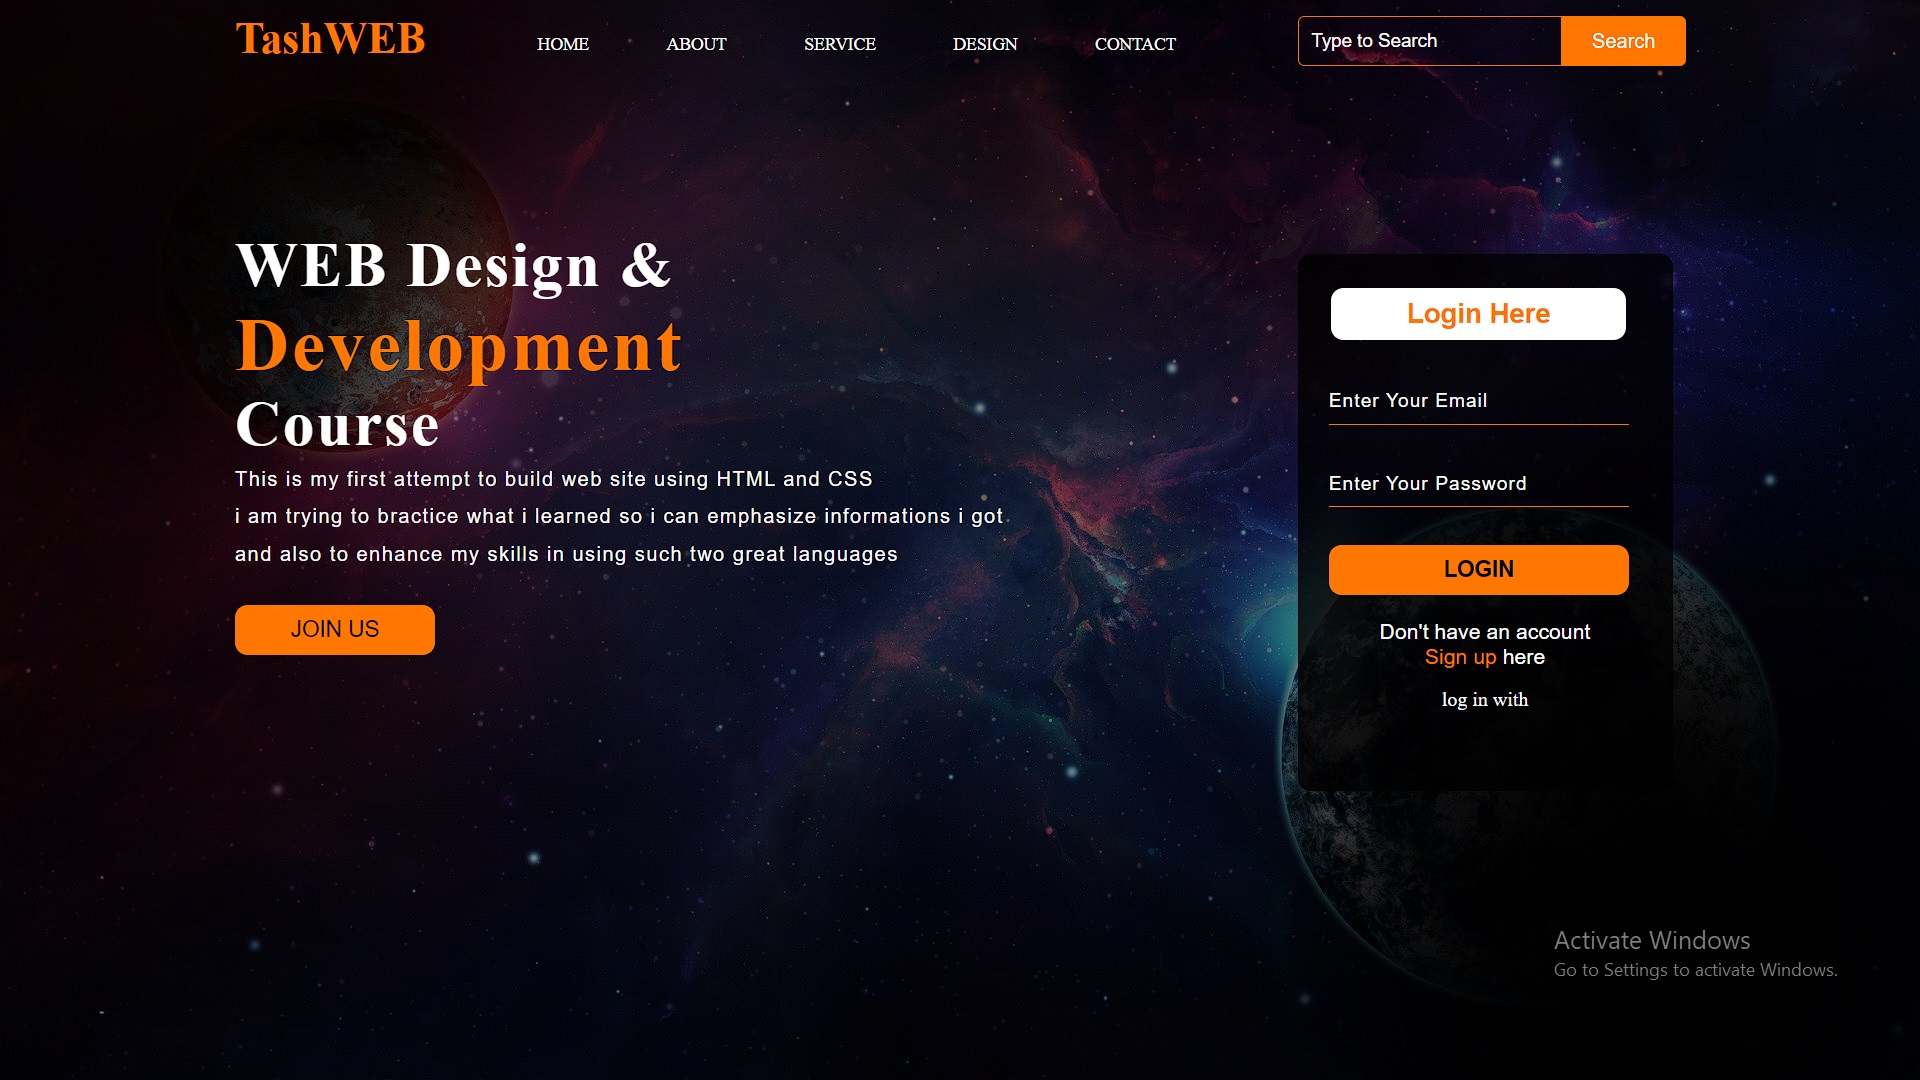 TashWEB
HOME
ABOUT
SERVICE
DESIGN
CONTACT
Type to Search
Search
WEB Design &
Development
Course
This is my first attempt to build web site using HTML and CSS
i am trying to bractice what i learned so i can emphasize informations i got
and also to enhance my skills in using such two great languages
JOIN US
Login Here
Enter Your Email
Enter Your Password
LOGIN
Don't have an account
Sign up here
log in with
Activate Windows
Go to Settings to activate Windows.